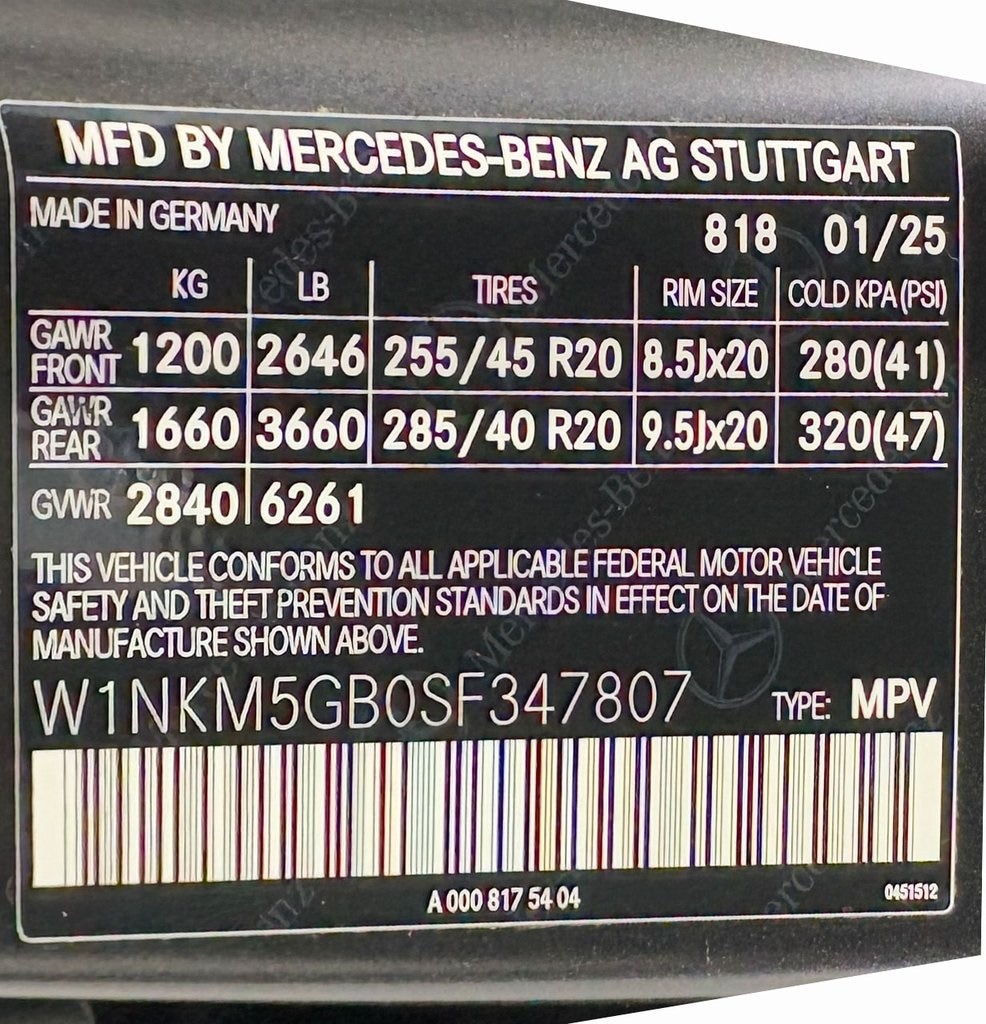 MFD BY MERCEDES-BENZ AG STUTTGART
MADE IN GERMANY 818 01/25
KG LB TIRES RIM SIZE COLD KPA (PSI)
GAWR FRONT 1200 2646 255/45 R20 8.5Jx20 280(41)
GAWR REAR 1660 3660 285/40 R20 9.5Jx20 320(47)
GVWR 2840 6261
THIS VEHICLE CONFORMS TO ALL APPLICABLE FEDERAL MOTOR VEHICLE
SAFETY AND THEFT PREVENTION STANDARDS IN EFFECT ON THE DATE OF
MANUFACTURE SHOWN ABOVE.
W1NKM5GB0SF347807 TYPE: MPV
A 000 817 54 04 0451512